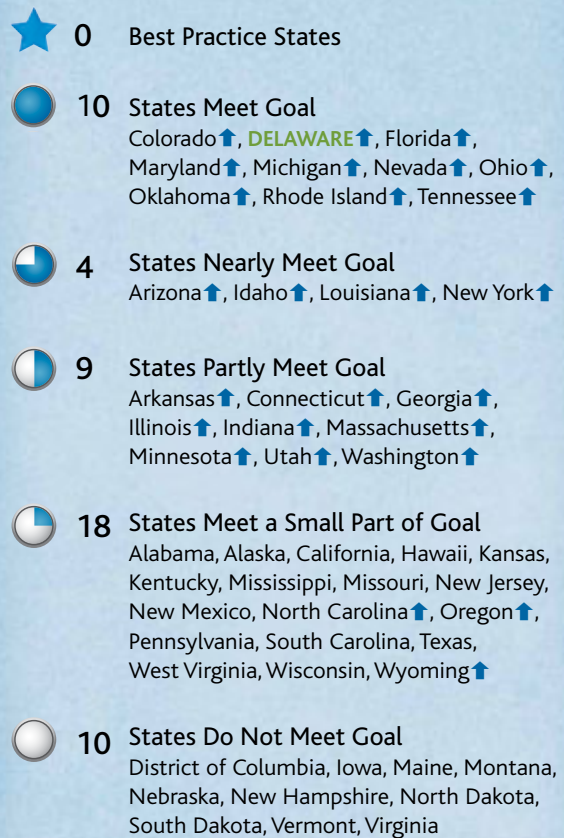 0 Best Practice States
10 States Meet Goal
Colorado⬆, DELAWARE⬆, Florida⬆,
Maryland⬆, Michigan⬆, Nevada⬆, Ohio⬆,
Oklahoma⬆, Rhode Island⬆, Tennessee⬆
4 States Nearly Meet Goal
Arizona⬆, Idaho⬆, Louisiana⬆, New York⬆
9 States Partly Meet Goal
Arkansas⬆, Connecticut⬆, Georgia⬆,
Illinois⬆, Indiana⬆, Massachusetts⬆,
Minnesota⬆, Utah⬆, Washington⬆
18 States Meet a Small Part of Goal
Alabama, Alaska, California, Hawaii, Kansas,
Kentucky, Mississippi, Missouri, New Jersey,
New Mexico, North Carolina⬆, Oregon⬆,
Pennsylvania, South Carolina, Texas,
West Virginia, Wisconsin, Wyoming⬆
10 States Do Not Meet Goal
District of Columbia, Iowa, Maine, Montana,
Nebraska, New Hampshire, North Dakota,
South Dakota, Vermont, Virginia